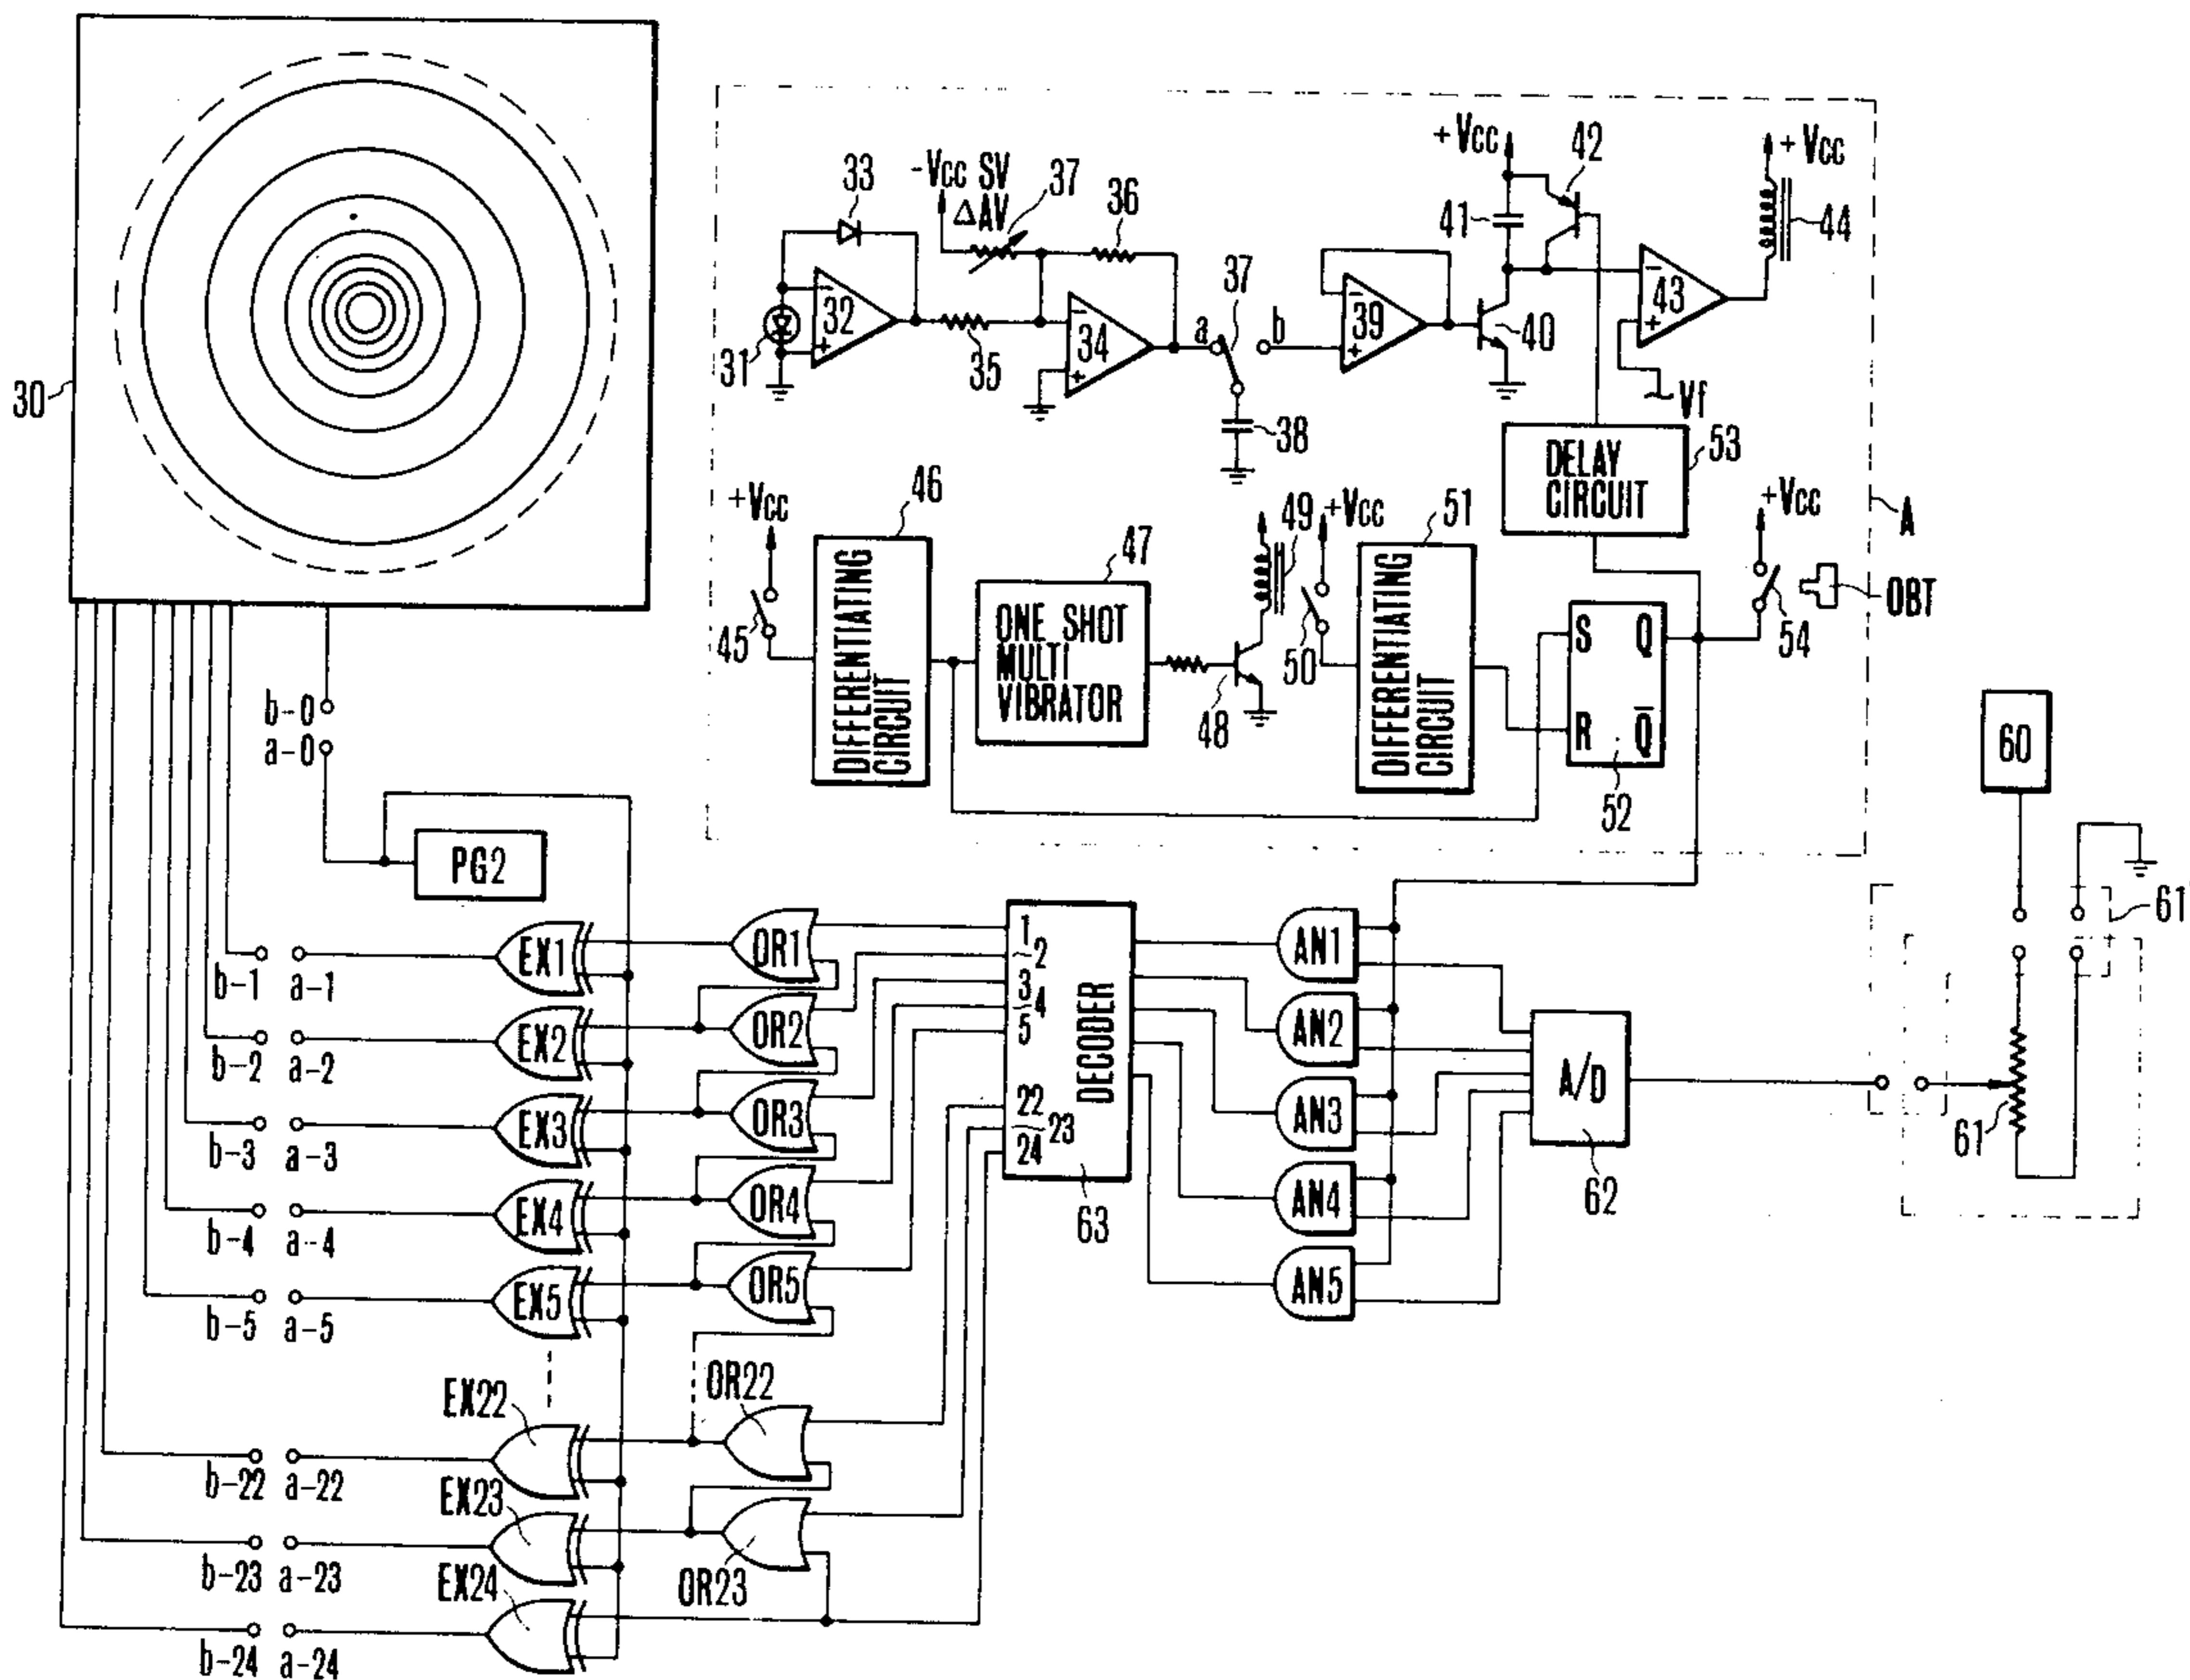 30
b-0
a-0
PG2
33
-Vcc SV
ΔAV
37
36
+Vcc
42
+Vcc
41
44
31
32
35
34
a
37
b
39
40
43
Vf
38
DELAY
CIRCUIT
53
A
+Vcc
46
47
49
+Vcc
51
+Vcc
45
DIFFERENTIATING
CIRCUIT
ONE SHOT
MULTI
VIBRATOR
48
50
DIFFERENTIATING
CIRCUIT
S Q
R Q̅
52
54
OBT
60
61'
61
b-1 a-1
EX1
OR1
b-2 a-2
EX2
OR2
b-3 a-3
EX3
OR3
b-4 a-4
EX4
OR4
b-5 a-5
EX5
OR5
1
2
3
4
5
22
23
24
DECODER
63
AN1
AN2
AN3
AN4
AN5
A/D
62
EX22
OR22
b-22 a-22
EX23
OR23
b-23 a-23
EX24
b-24 a-24